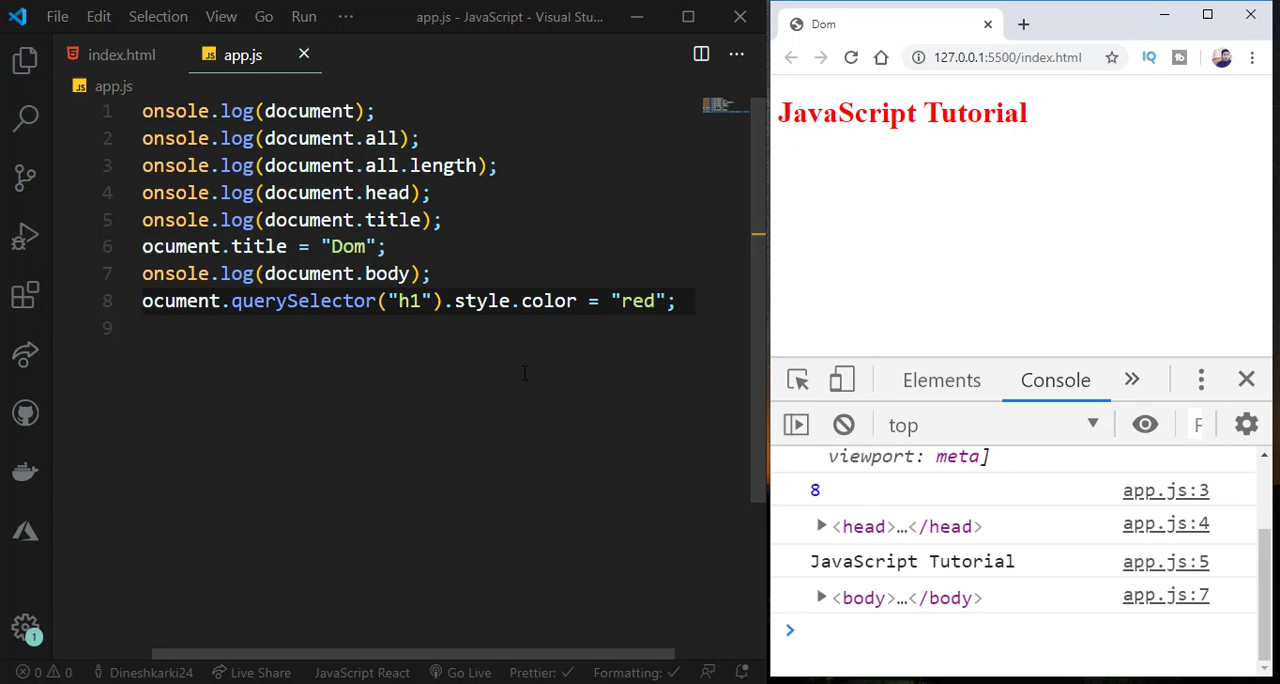 File Edit Selection View Go Run ··· app.js - JavaScript - Visual Stu...
index.html app.js
app.js
1 onsole.log(document);
2 onsole.log(document.all);
3 onsole.log(document.all.length);
4 onsole.log(document.head);
5 onsole.log(document.title);
6 ocument.title = "Dom";
7 onsole.log(document.body);
8 ocument.querySelector("h1").style.color = "red";
9
1
0 0 Dineshkarki24 Live Share JavaScript React Go Live Prettier: Formatting:
Dom
127.0.0.1:5500/index.html IQ
JavaScript Tutorial
Elements Console
top F
viewport: meta]
8 app.js:3
<head>…</head> app.js:4
JavaScript Tutorial app.js:5
<body>…</body> app.js:7